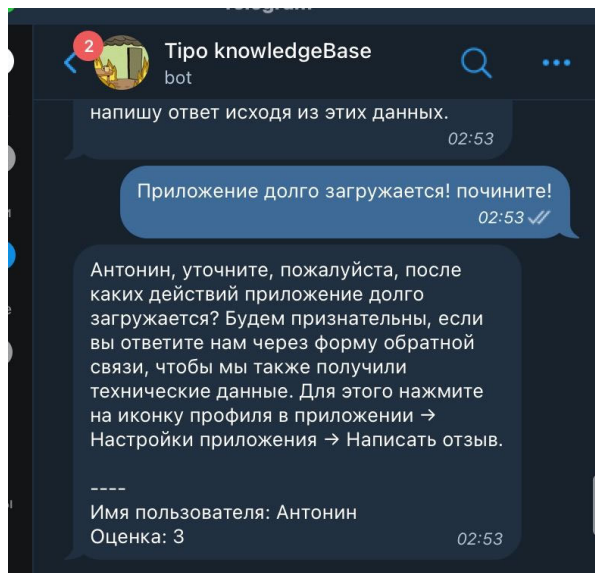 2
Tipo knowledgeBase
bot
напишу ответ исходя из этих данных.
02:53
Приложение долго загружается! почините!
02:53
Антонин, уточните, пожалуйста, после
каких действий приложение долго
загружается? Будем признательны, если
вы ответите нам через форму обратной
связи, чтобы мы также получили
технические данные. Для этого нажмите
на иконку профиля в приложении →
Настройки приложения → Написать отзыв.
----
Имя пользователя: Антонин
Оценка: 3
02:53